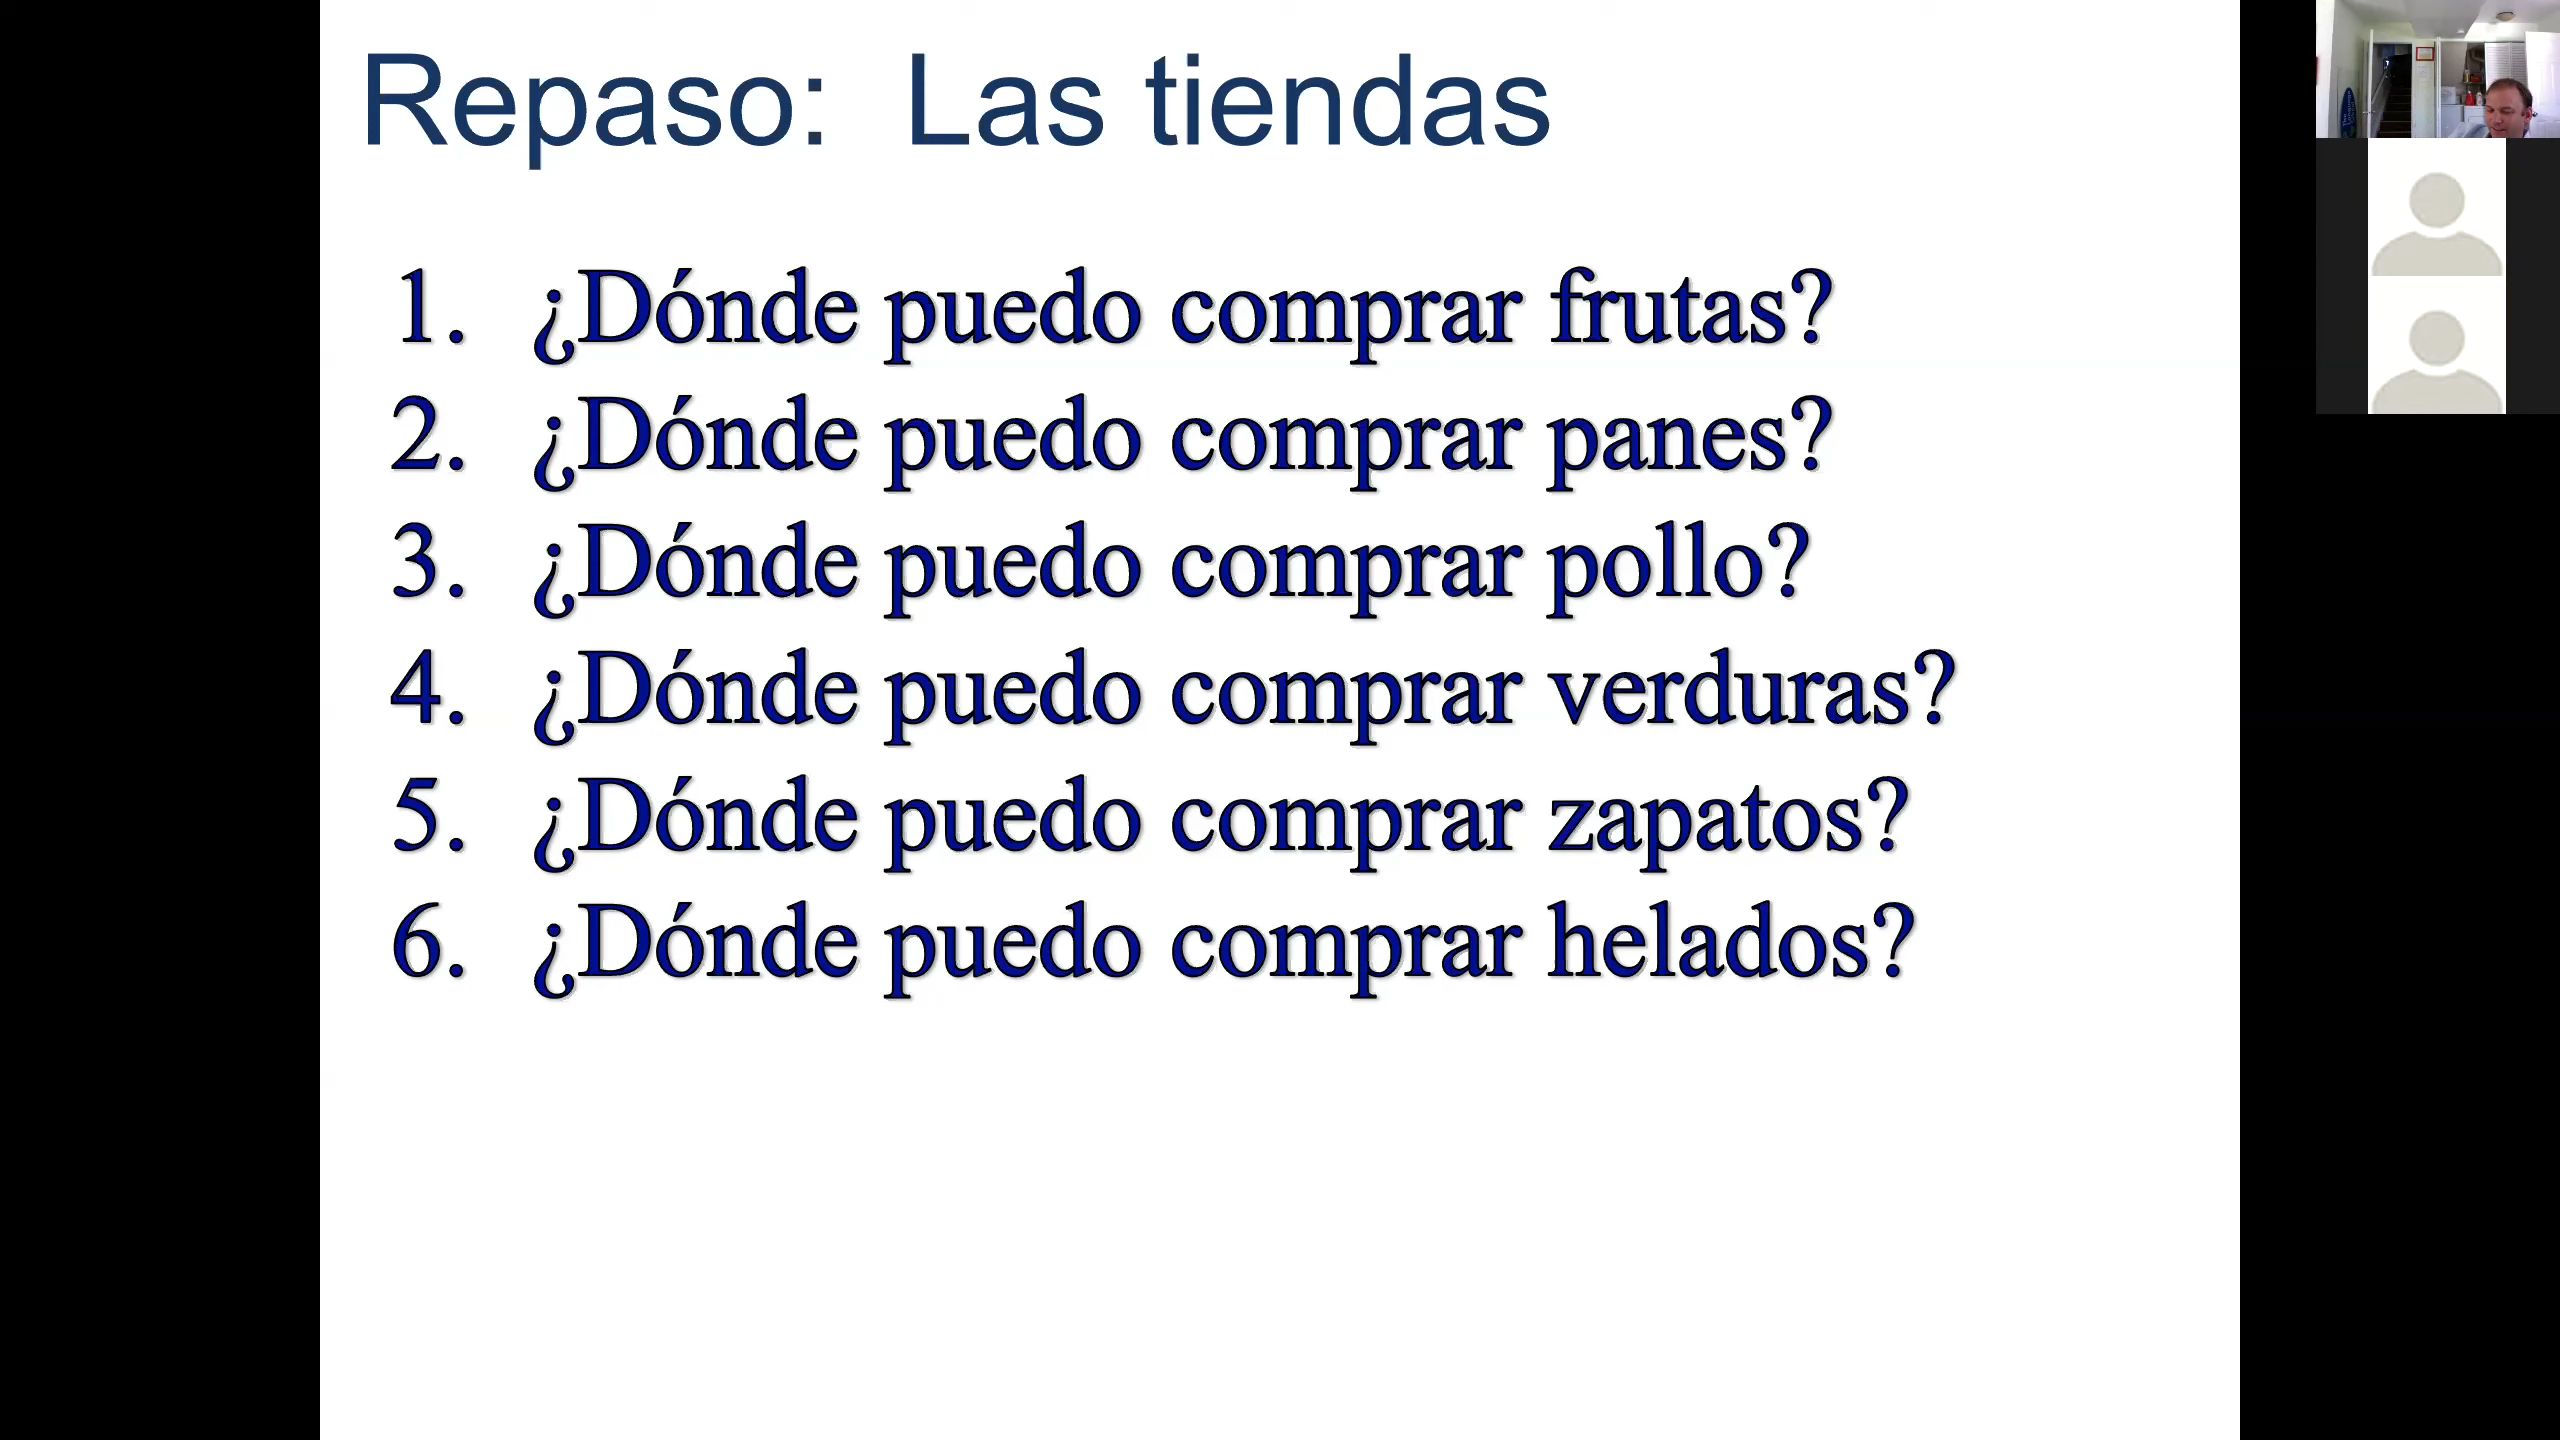 Repaso: Las tiendas
1. ¿Dónde puedo comprar frutas?
2. ¿Dónde puedo comprar panes?
3. ¿Dónde puedo comprar pollo?
4. ¿Dónde puedo comprar verduras?
5. ¿Dónde puedo comprar zapatos?
6. ¿Dónde puedo comprar helados?